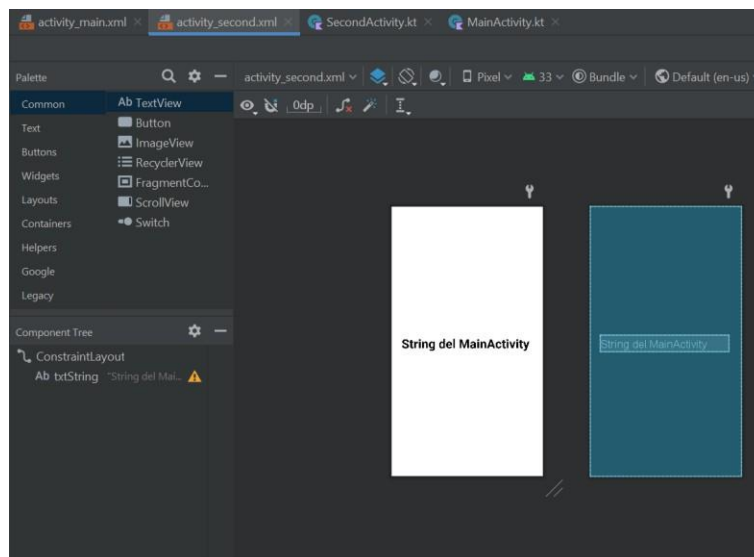 activity_main.xml activity_second.xml SecondActivity.kt MainActivity.kt
Palette
activity_second.xml Pixel 33 Bundle Default (en-us)
Common Ab TextView
0dp
Text Button
Buttons ImageView
Widgets RecyclerView
Layouts FragmentCo...
Containers ScrollView
Helpers Switch
Google
Legacy
Component Tree
ConstraintLayout
Ab txtString "String del Mai...
String del MainActivity
String del MainActivity